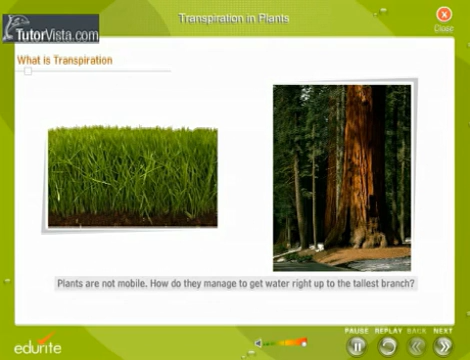 Transpiration in Plants
TutorVista.com
Close
What is Transpiration
Plants are not mobile. How do they manage to get water right up to the tallest branch?
PAUSE REPLAY BACK NEXT
edurite